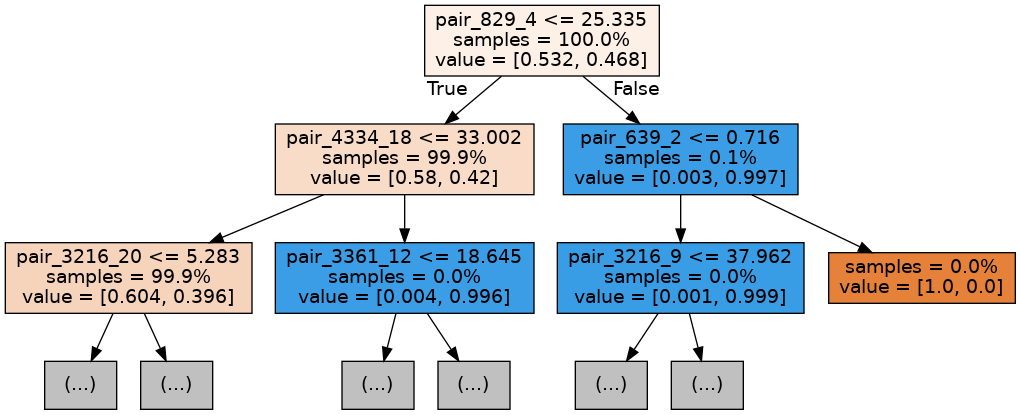 pair_829_4 <= 25.335
samples = 100.0%
value = [0.532, 0.468]
True
False
pair_4334_18 <= 33.002
samples = 99.9%
value = [0.58, 0.42]
pair_639_2 <= 0.716
samples = 0.1%
value = [0.003, 0.997]
pair_3216_20 <= 5.283
samples = 99.9%
value = [0.604, 0.396]
pair_3361_12 <= 18.645
samples = 0.0%
value = [0.004, 0.996]
pair_3216_9 <= 37.962
samples = 0.0%
value = [0.001, 0.999]
samples = 0.0%
value = [1.0, 0.0]
(...)
(...)
(...)
(...)
(...)
(...)